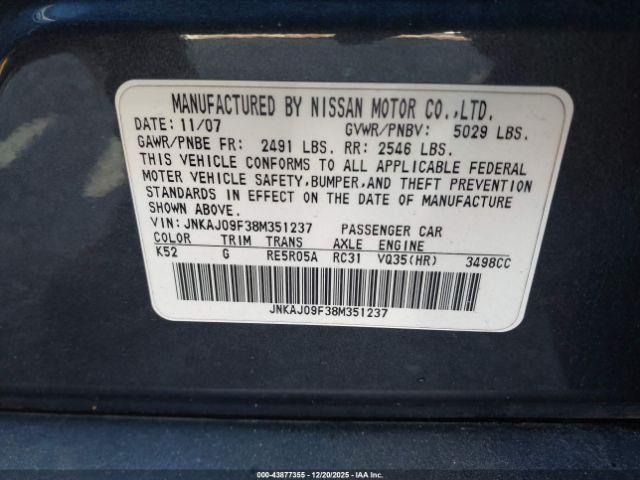 MANUFACTURED BY NISSAN MOTOR CO.,LTD.
DATE: 11/07 GVWR/PNBV: 5029 LBS.
GAWR/PNBE FR: 2491 LBS. RR: 2546 LBS.
THIS VEHICLE CONFORMS TO ALL APPLICABLE FEDERAL
MOTOR VEHICLE SAFETY,BUMPER,AND THEFT PREVENTION
STANDARDS IN EFFECT ON THE DATE OF MANUFACTURE
SHOWN ABOVE.
VIN: JNKAJ09F38M351237 PASSENGER CAR
COLOR TRIM TRANS AXLE ENGINE
K52 G RE5R05A RC31 VQ35(HR) 3498CC
JNKAJ09F38M351237
000-43877355 - 12/20/2025 - IAA Inc.